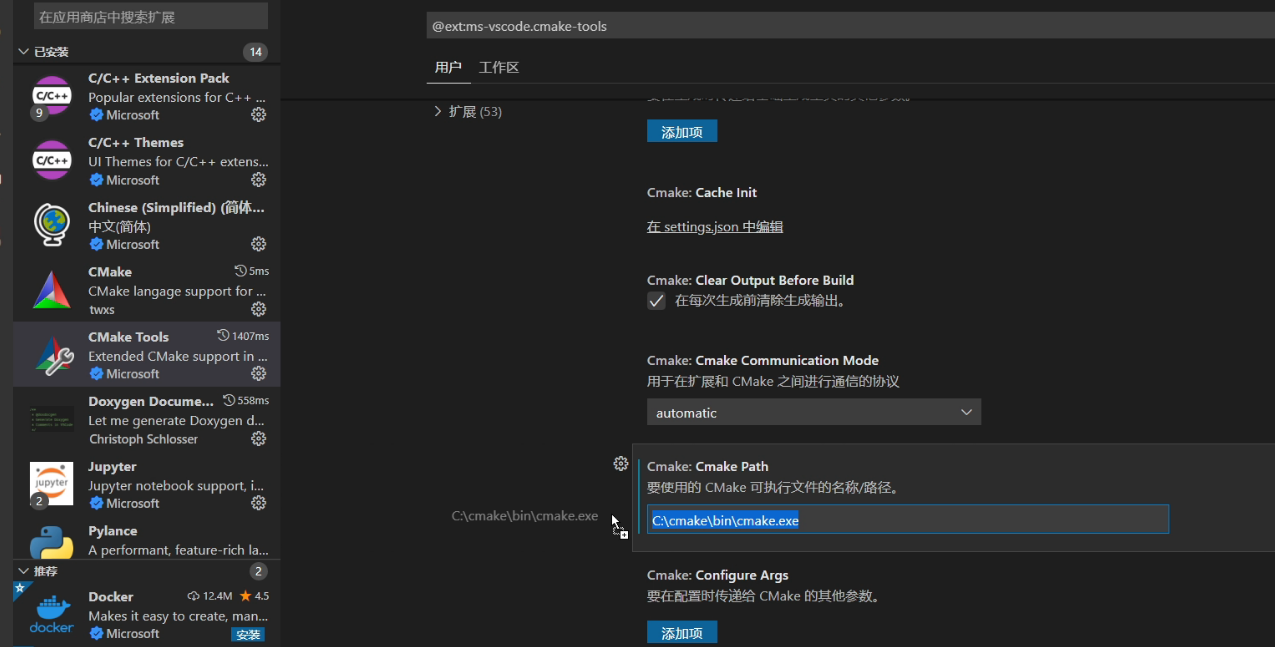 在应用商店中搜索扩展
已安装
14
C/C++ Extension Pack
C/C++
Popular extensions for C++ ...
9
Microsoft
C/C++ Themes
C/C++
UI Themes for C/C++ extens...
Microsoft
Chinese (Simplified) (简体...
中文(简体)
Microsoft
CMake
5ms
CMake langage support for ...
twxs
CMake Tools
1407ms
Extended CMake support in ...
Microsoft
Doxygen Docume...
558ms
Let me generate Doxygen d...
Christoph Schlosser
Jupyter
jupyter
Jupyter notebook support, i...
2
Microsoft
Pylance
A performant, feature-rich la...
推荐
2
Docker
12.4M
4.5
Makes it easy to create, man...
docker
Microsoft
安装
@ext:ms-vscode.cmake-tools
用户
工作区
扩展 (53)
添加项
Cmake: Cache Init
在 settings.json 中编辑
Cmake: Clear Output Before Build
在每次生成前清除生成输出。
Cmake: Cmake Communication Mode
用于在扩展和 CMake 之间进行通信的协议
automatic
Cmake: Cmake Path
要使用的 CMake 可执行文件的名称/路径。
C:\cmake\bin\cmake.exe
C:\cmake\bin\cmake.exe
Cmake: Configure Args
要在配置时传递给 CMake 的其他参数。
添加项